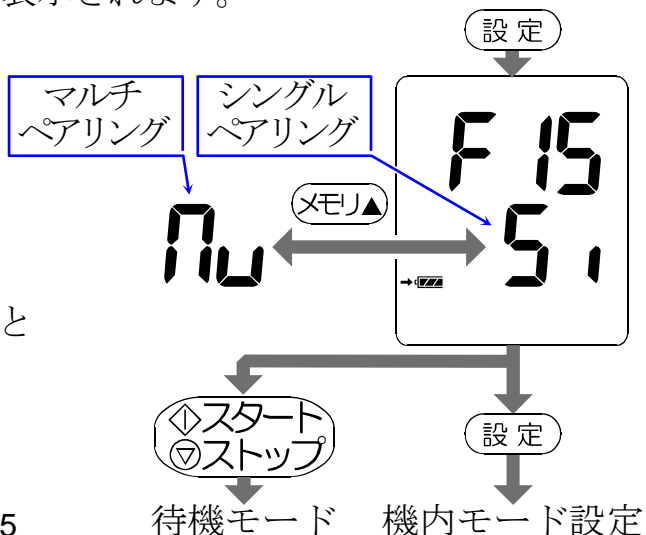 表示されます。
設定
マルチ
ペアリング
シングル
ペアリング
F15
メモリ▲
Mu
Si
と
スタート
ストップ
設定
待機モード
機内モード設定
5